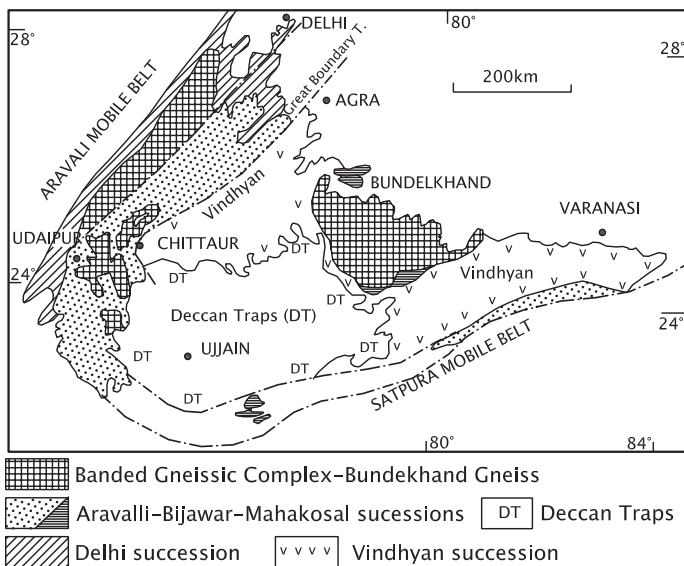 DELHI
80°
28°
28°
Great Boundary T.
200km
ARAVALI MOBILE BELT
AGRA
v
Vindhyan
v
BUNDELKHAND
v
v
VARANASI
UDAIPUR
CHITTAUR
v
DT
v
v v v v v
24°
DT
Vindhyan
v v v v v
DT
v v v v
Deccan Traps (DT)
v v v
24°
v v v
DT
UJJAIN
DT
v v
DT
SATPURA MOBILE BELT
DT
80°
84°
Banded Gneissic Complex–Bundekhand Gneiss
Aravalli–Bijawar–Mahakosal sucessions DT Deccan Traps
Delhi succession v v v v Vindhyan succession